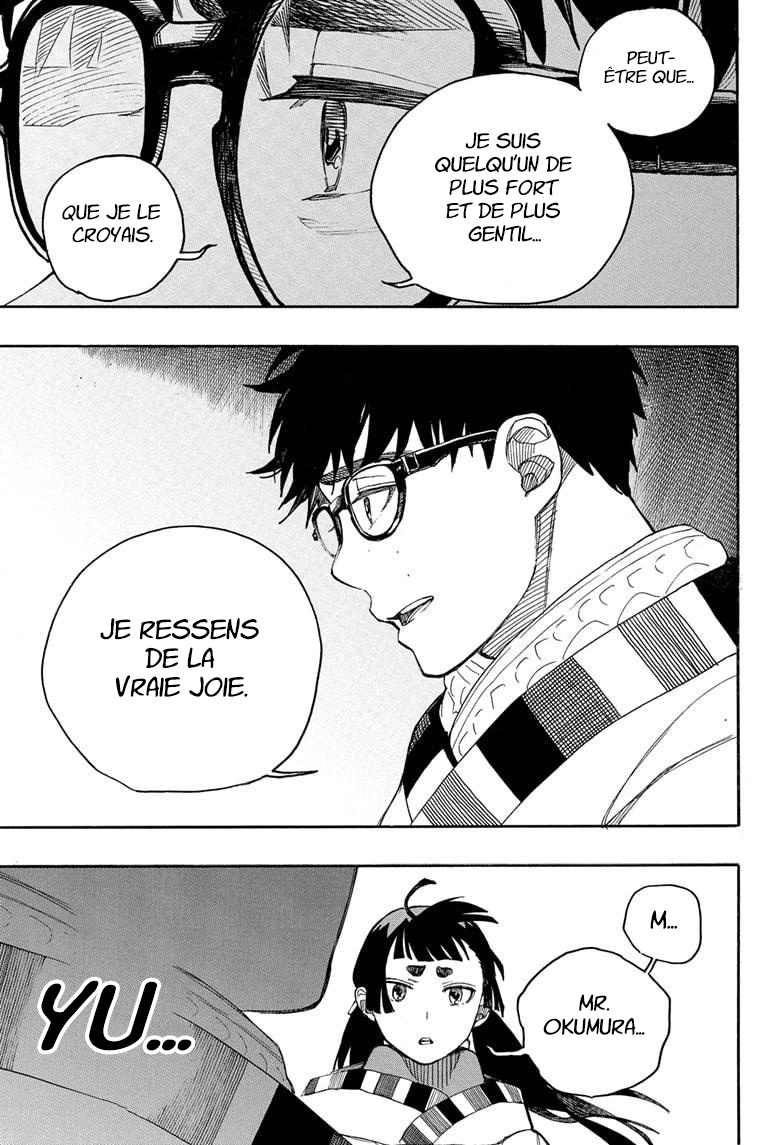 PEUT-
ÊTRE QUE...
JE SUIS
QUELQU'UN DE
PLUS FORT
ET DE PLUS
GENTIL...
QUE JE LE
CROYAIS.
JE RESSENS
DE LA
VRAIE JOIE.
M...
MR.
OKUMURA...
YU...